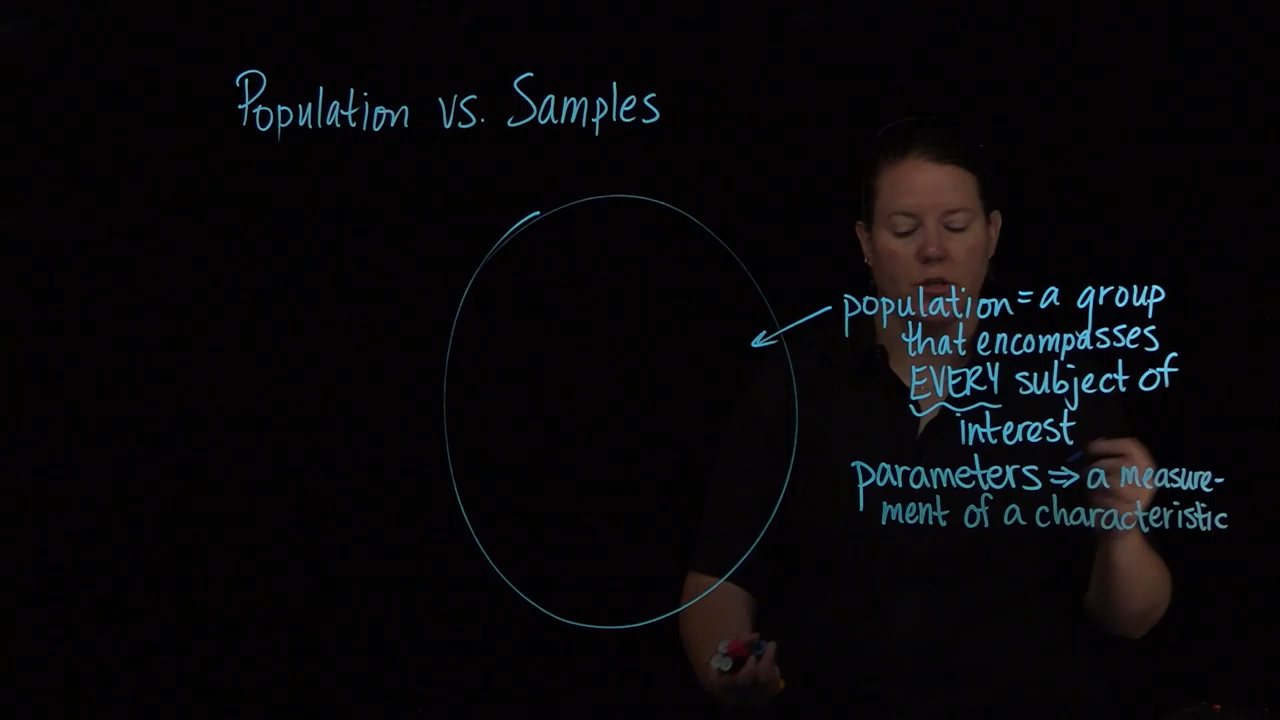 Population vs. Samples
population = a group
that encompasses
EVERY subject of
interest
parameters ⇒ a measure-
ment of a characteristic